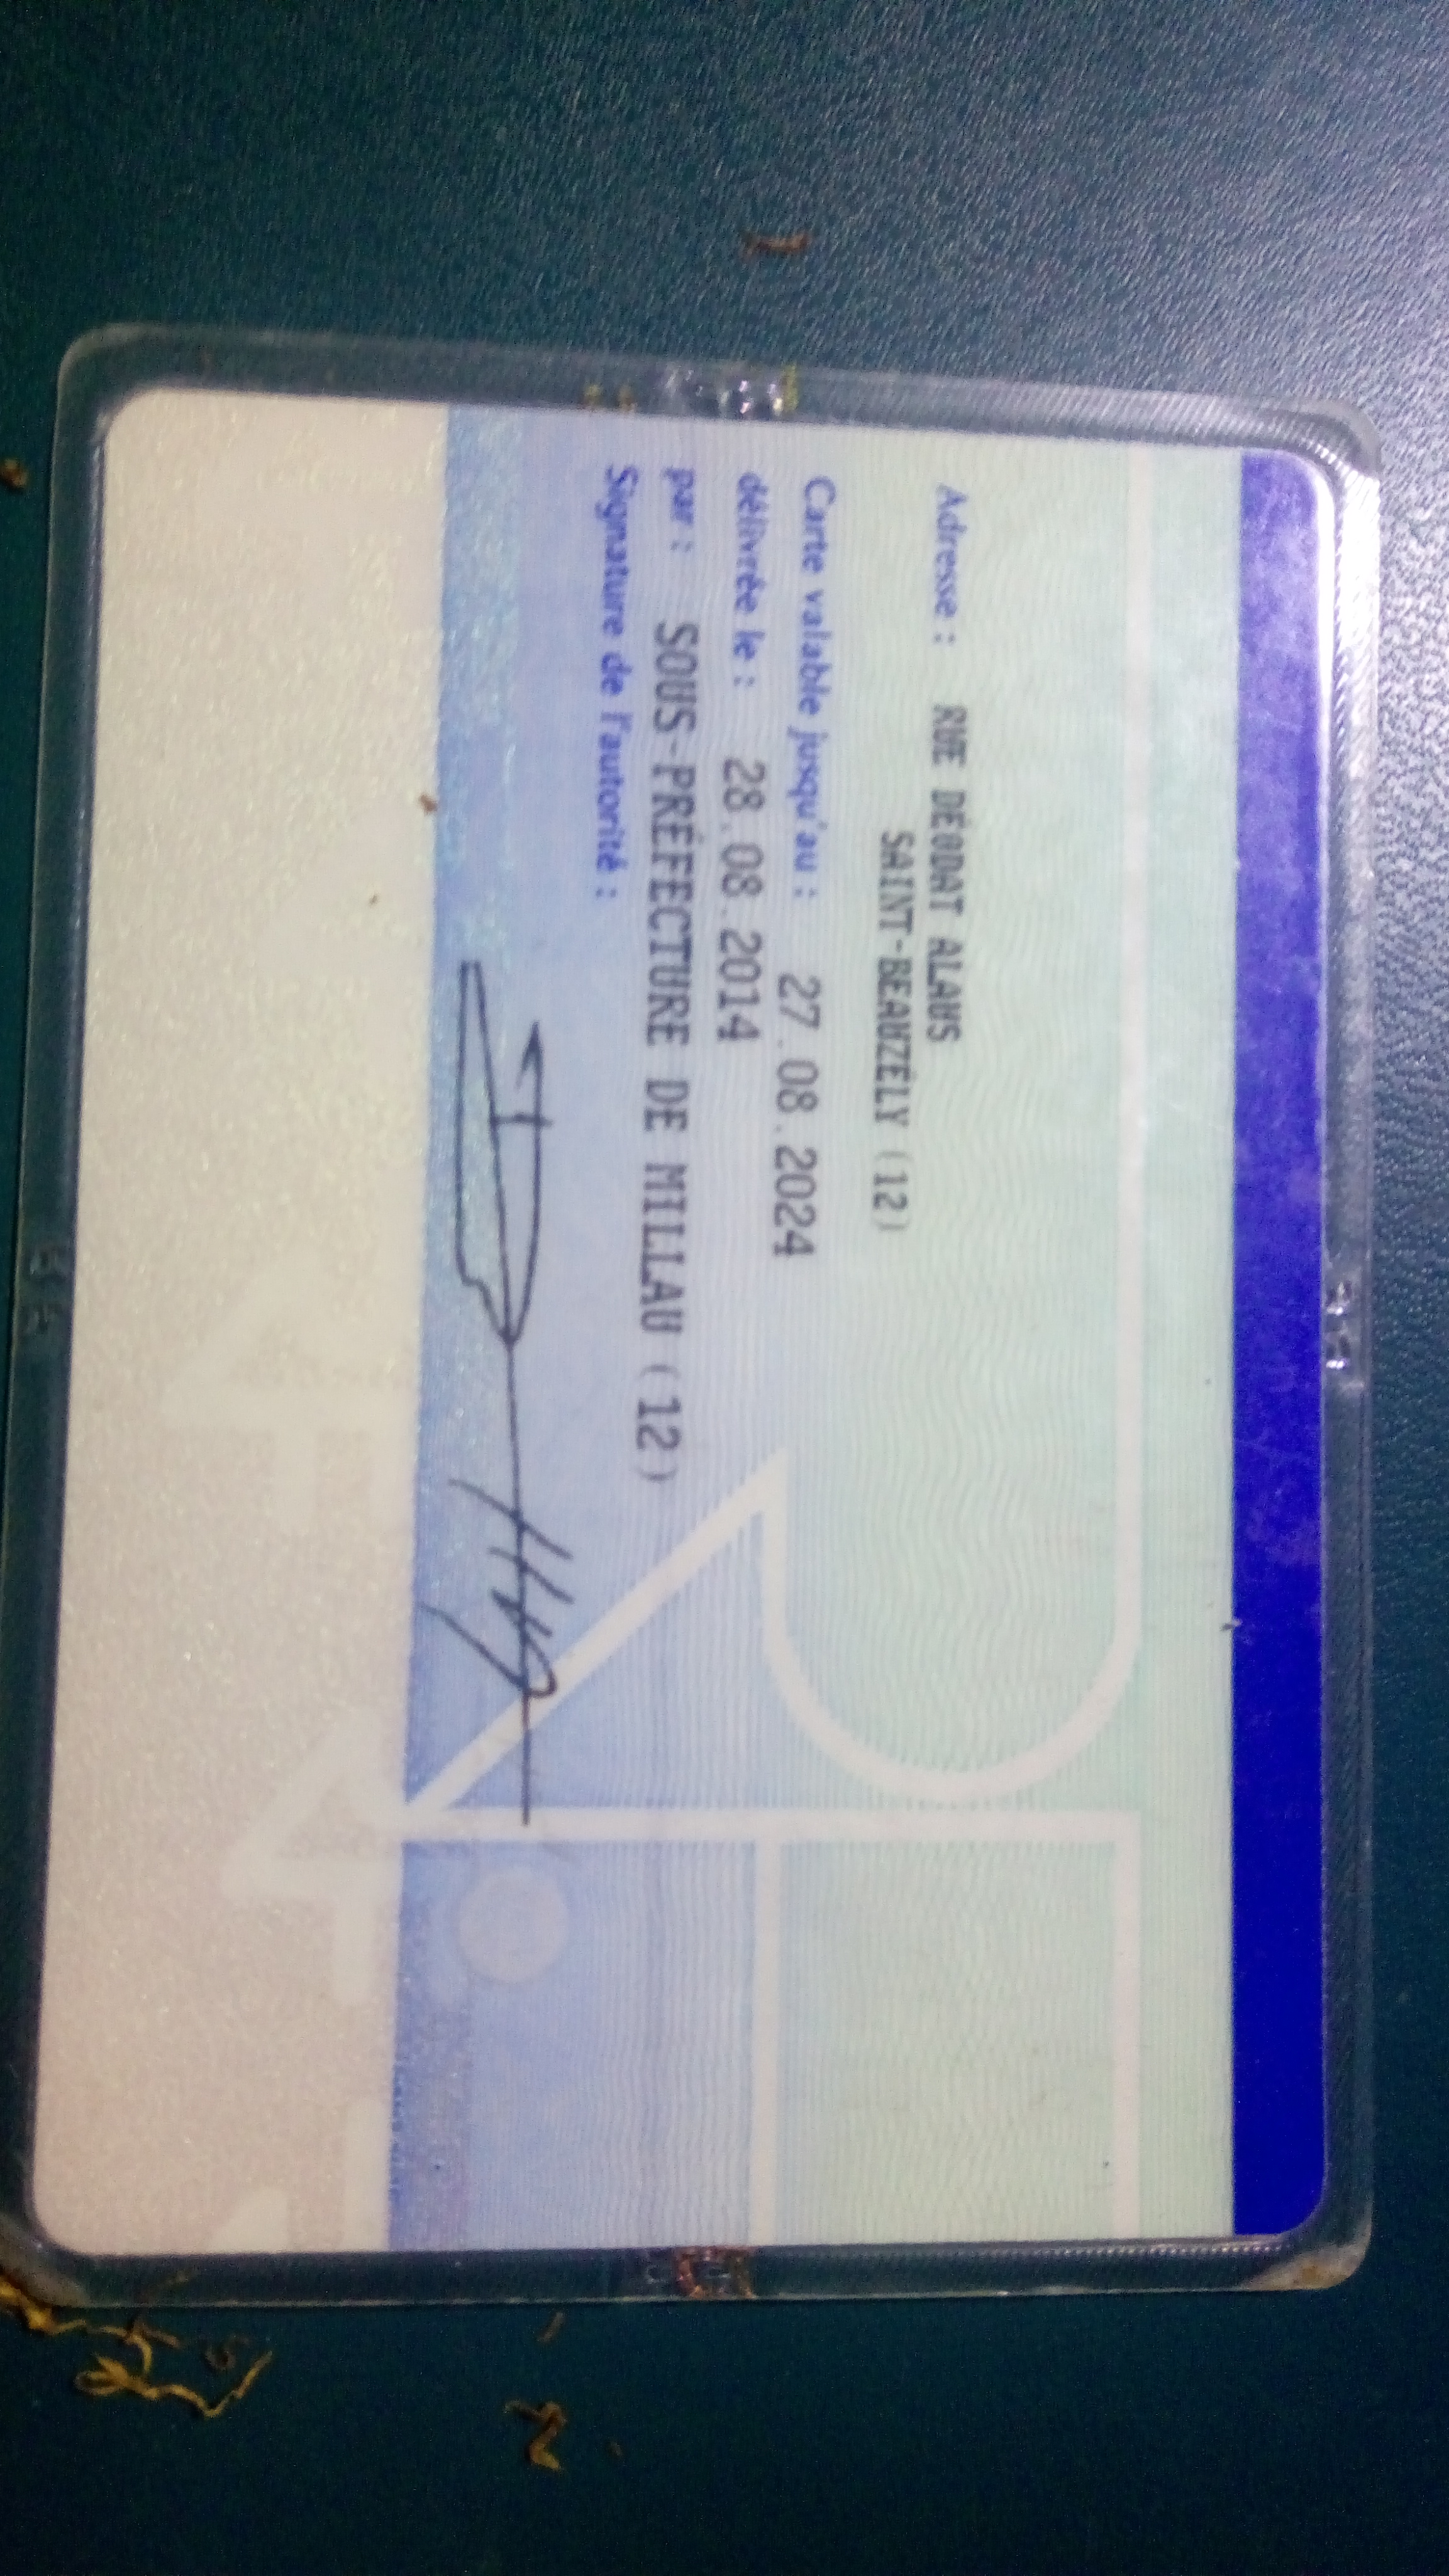 Adresse : RUE DÉODAT ALAUS
SAINT-BEAUZÉLY (12)
Carte valable jusqu'au : 27.08.2024
délivrée le : 28.08.2014
par : SOUS-PRÉFECTURE DE MILLAU (12)
Signature de l'autorité :